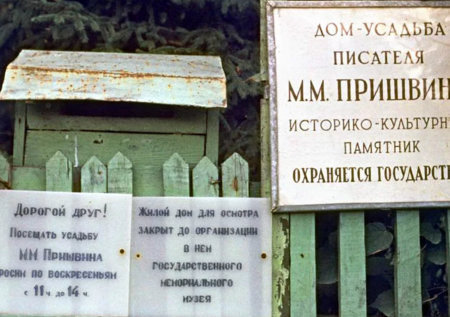 ДОМ-УСАДЬБА
ПИСАТЕЛЯ
М.М. ПРИШВИН
ИСТОРИКО-КУЛЬТУРН
ПАМЯТНИК
ОХРАНЯЕТСЯ ГОСУДАРСТ
Дорогой друг!
Посещать усадьбу
ММ Пришвина
просим по воскресеньям
с 11 ч. до 14 ч.
Жилой дом для осмотра
закрыт до организации
в нем
государственного
мемориального
музея